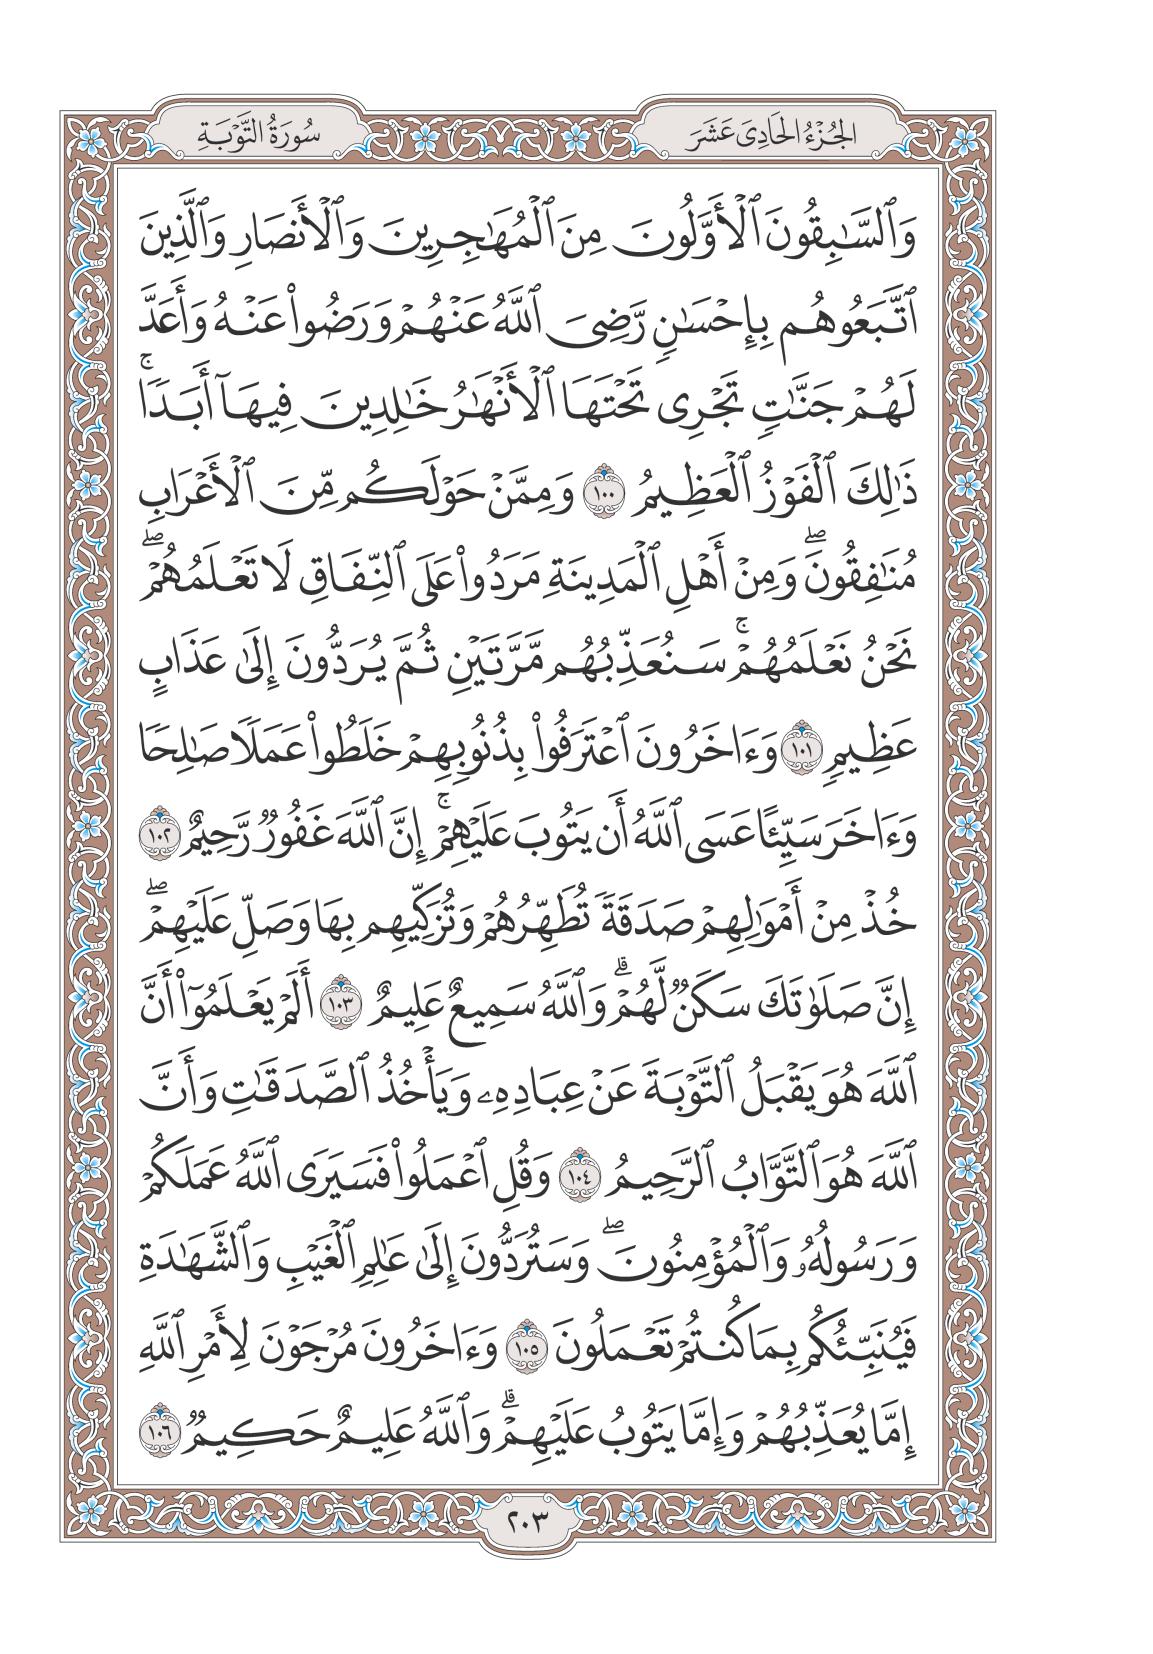 الجُزْءُ الحَادِىَ عَشَرَ
سُورَةُ التَّوْبَةِ
وَٱلسَّٰبِقُونَ ٱلْأَوَّلُونَ مِنَ ٱلْمُهَٰجِرِينَ وَٱلْأَنصَارِ وَٱلَّذِينَ
ٱتَّبَعُوهُم بِإِحْسَٰنٍ رَّضِىَ ٱللَّهُ عَنْهُمْ وَرَضُوا۟ عَنْهُ وَأَعَدَّ
لَهُمْ جَنَّٰتٍ تَجْرِى تَحْتَهَا ٱلْأَنْهَٰرُ خَٰلِدِينَ فِيهَآ أَبَدًا ۚ
ذَٰلِكَ ٱلْفَوْزُ ٱلْعَظِيمُ ١٠٠ وَمِمَّنْ حَوْلَكُم مِّنَ ٱلْأَعْرَابِ
مُنَٰفِقُونَ ۖ وَمِنْ أَهْلِ ٱلْمَدِينَةِ مَرَدُوا۟ عَلَى ٱلنِّفَاقِ لَا تَعْلَمُهُمْ ۖ
نَحْنُ نَعْلَمُهُمْ ۚ سَنُعَذِّبُهُم مَّرَّتَيْنِ ثُمَّ يُرَدُّونَ إِلَىٰ عَذَابٍ
عَظِيمٍ ١٠١ وَءَاخَرُونَ ٱعْتَرَفُوا۟ بِذُنُوبِهِمْ خَلَطُوا۟ عَمَلًا صَٰلِحًا
وَءَاخَرَ سَيِّئًا عَسَى ٱللَّهُ أَن يَتُوبَ عَلَيْهِمْ ۚ إِنَّ ٱللَّهَ غَفُورٌ رَّحِيمٌ ١٠٢
خُذْ مِنْ أَمْوَٰلِهِمْ صَدَقَةً تُطَهِّرُهُمْ وَتُزَكِّيهِم بِهَا وَصَلِّ عَلَيْهِمْ ۖ
إِنَّ صَلَوٰتَكَ سَكَنٌ لَّهُمْ ۗ وَٱللَّهُ سَمِيعٌ عَلِيمٌ ١٠٣ أَلَمْ يَعْلَمُوٓا۟ أَنَّ
ٱللَّهَ هُوَ يَقْبَلُ ٱلتَّوْبَةَ عَنْ عِبَادِهِۦ وَيَأْخُذُ ٱلصَّدَقَٰتِ وَأَنَّ
ٱللَّهَ هُوَ ٱلتَّوَّابُ ٱلرَّحِيمُ ١٠٤ وَقُلِ ٱعْمَلُوا۟ فَسَيَرَى ٱللَّهُ عَمَلَكُمْ
وَرَسُولُهُۥ وَٱلْمُؤْمِنُونَ ۖ وَسَتُرَدُّونَ إِلَىٰ عَٰلِمِ ٱلْغَيْبِ وَٱلشَّهَٰدَةِ
فَيُنَبِّئُكُم بِمَا كُنتُمْ تَعْمَلُونَ ١٠٥ وَءَاخَرُونَ مُرْجَوْنَ لِأَمْرِ ٱللَّهِ
إِمَّا يُعَذِّبُهُمْ وَإِمَّا يَتُوبُ عَلَيْهِمْ ۗ وَٱللَّهُ عَلِيمٌ حَكِيمٌ ١٠٦
٢٠٣